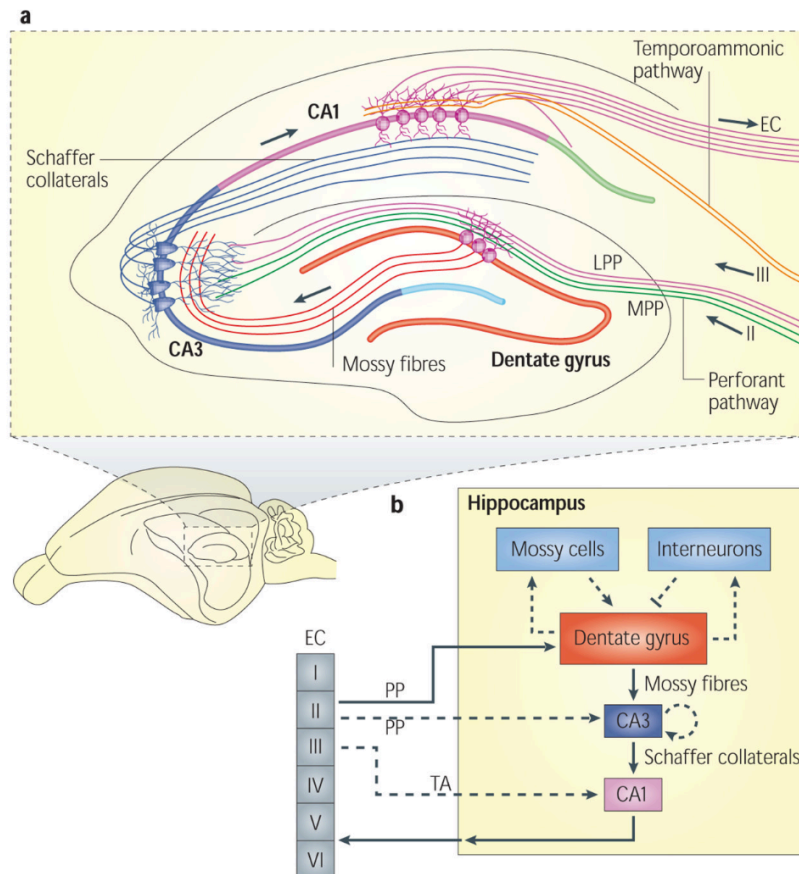 a
Temporoammonic
pathway
CA1
EC
Schaffer
collaterals
LPP
III
MPP
II
CA3
Mossy fibres
Dentate gyrus
Perforant
pathway
b
Hippocampus
Mossy cells
Interneurons
EC
Dentate gyrus
I
PP
Mossy fibres
II
PP
CA3
III
Schaffer collaterals
IV
TA
CA1
V
VI